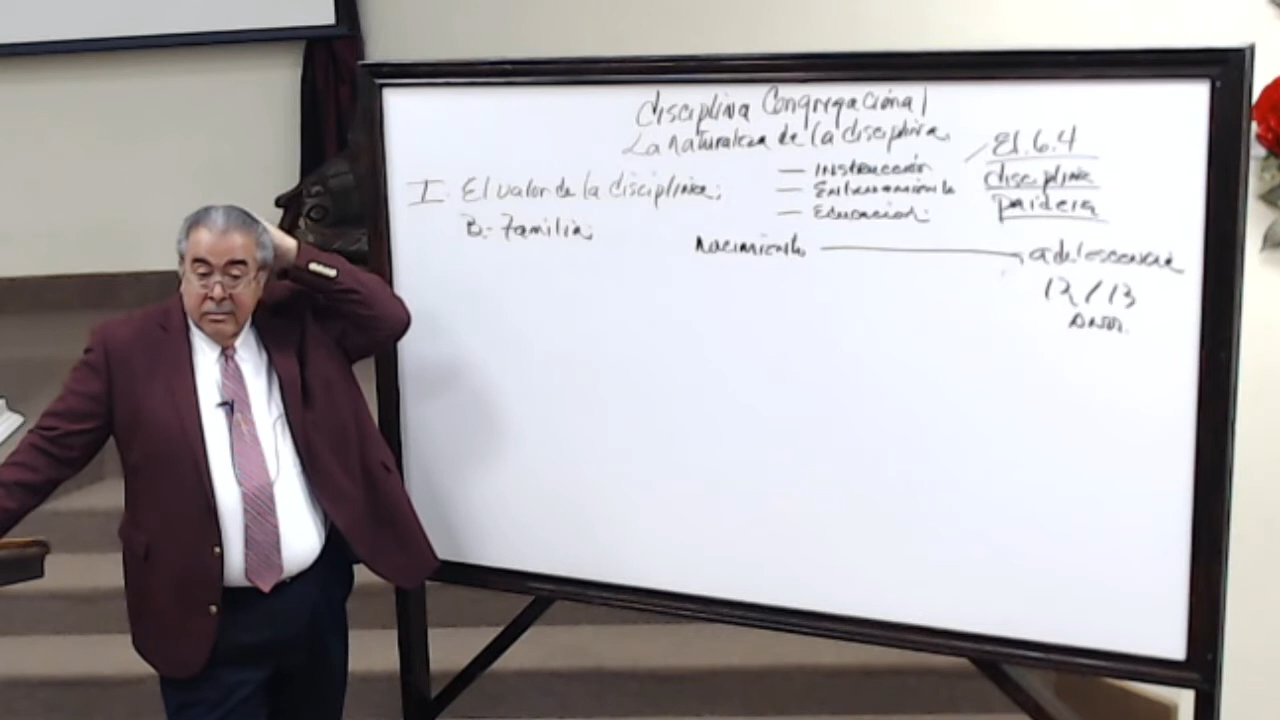 disciplina Congregacional
La naturaleza de la disciplina.
I. El valor de la disciplina;
B.- Familia;
— Instrucción
— Entrenamiento
— Educación.
Ef. 6.4
disciplina
paideia
nacimiento — adolescencia
12/13
años.